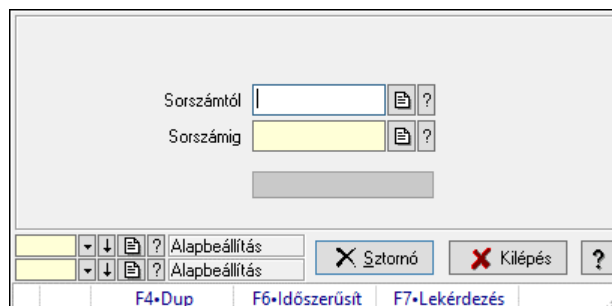 Sorszámtól ?
Sorszámig ?
? Alapbeállítás
? Alapbeállítás
Sztornó Kilépés ?
F4•Dup F6•Időszerűsít F7•Lekérdezés